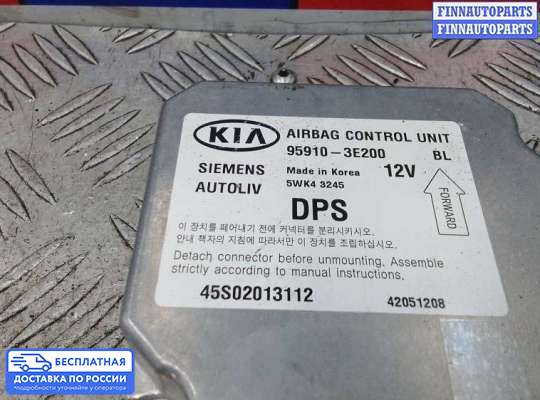 FINNAUTOPARTS
FINNAUTOPARTS
KIA
AIRBAG CONTROL UNIT
95910-3E200 BL
SIEMENS
AUTOLIV
Made in Korea
5WK4 3245
12V
DPS
FORWARD
이 장치를 떼어내기 전에 커넥터를 분리시키시오.
안내 책자의 지침에 따라서만 이 장치를 조립하십시오.
Detach connector before unmounting. Assemble
strictly according to manual instructions.
45S02013112
42051208
БЕСПЛАТНАЯ
ДОСТАВКА ПО РОССИИ
подробности уточняйте у оператора